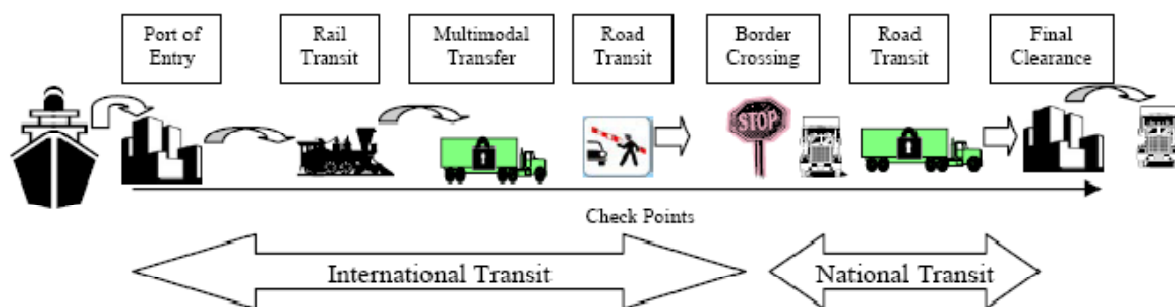 Port of
Entry
Rail
Transit
Multimodal
Transfer
Road
Transit
Border
Crossing
Road
Transit
Final
Clearance
STOP
Check Points
International Transit
National Transit